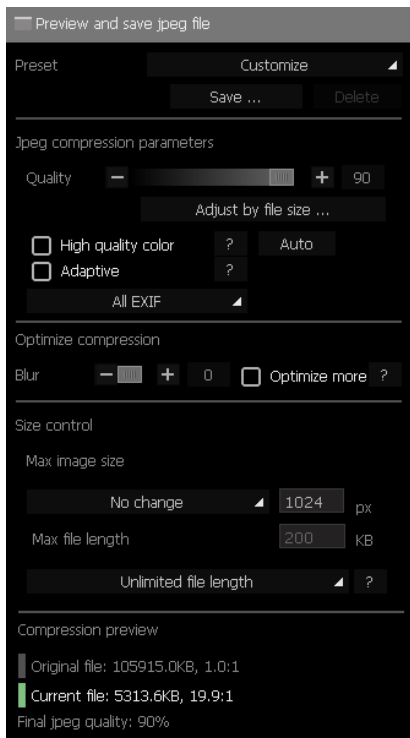 Preview and save jpeg file
Preset Customize
Save ... Delete
Jpeg compression parameters
Quality 90
Adjust by file size ...
High quality color ? Auto
Adaptive ?
All EXIF
Optimize compression
Blur 0 Optimize more ?
Size control
Max image size
No change 1024 px
Max file length 200 KB
Unlimited file length ?
Compression preview
Original file: 105915.0KB, 1.0:1
Current file: 5313.6KB, 19.9:1
Final jpeg quality: 90%